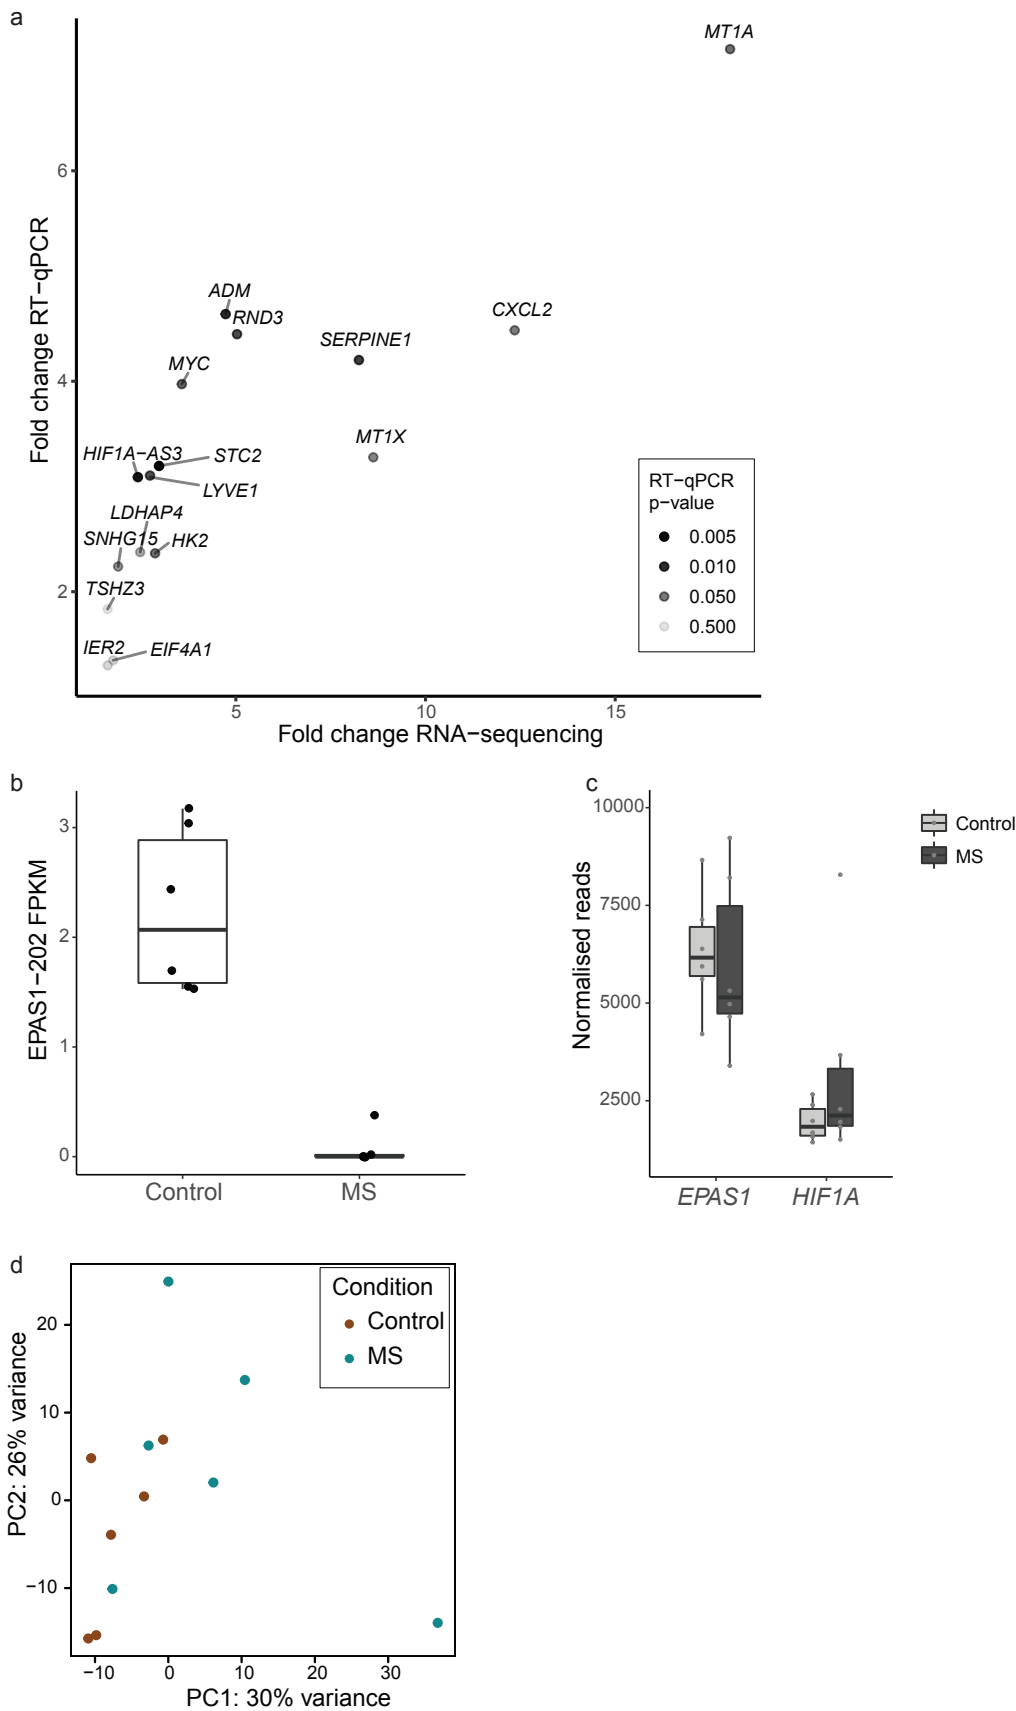 a
MT1A
6
ADM
RND3
CXCL2
SERPINE1
MYC
4
MT1X
HIF1A−AS3
STC2
LYVE1
LDHAP4
SNHG15
HK2
2
TSHZ3
IER2
EIF4A1
Fold change RT−qPCR
RT−qPCR
p−value
0.005
0.010
0.050
0.500
5
10
15
Fold change RNA−sequencing
b
3
2
1
0
EPAS1−202 FPKM
Control
MS
c
10000
7500
5000
2500
Normalised reads
Control
MS
EPAS1
HIF1A
d
20
10
0
−10
PC2: 26% variance
Condition
Control
MS
−10
0
10
20
30
PC1: 30% variance